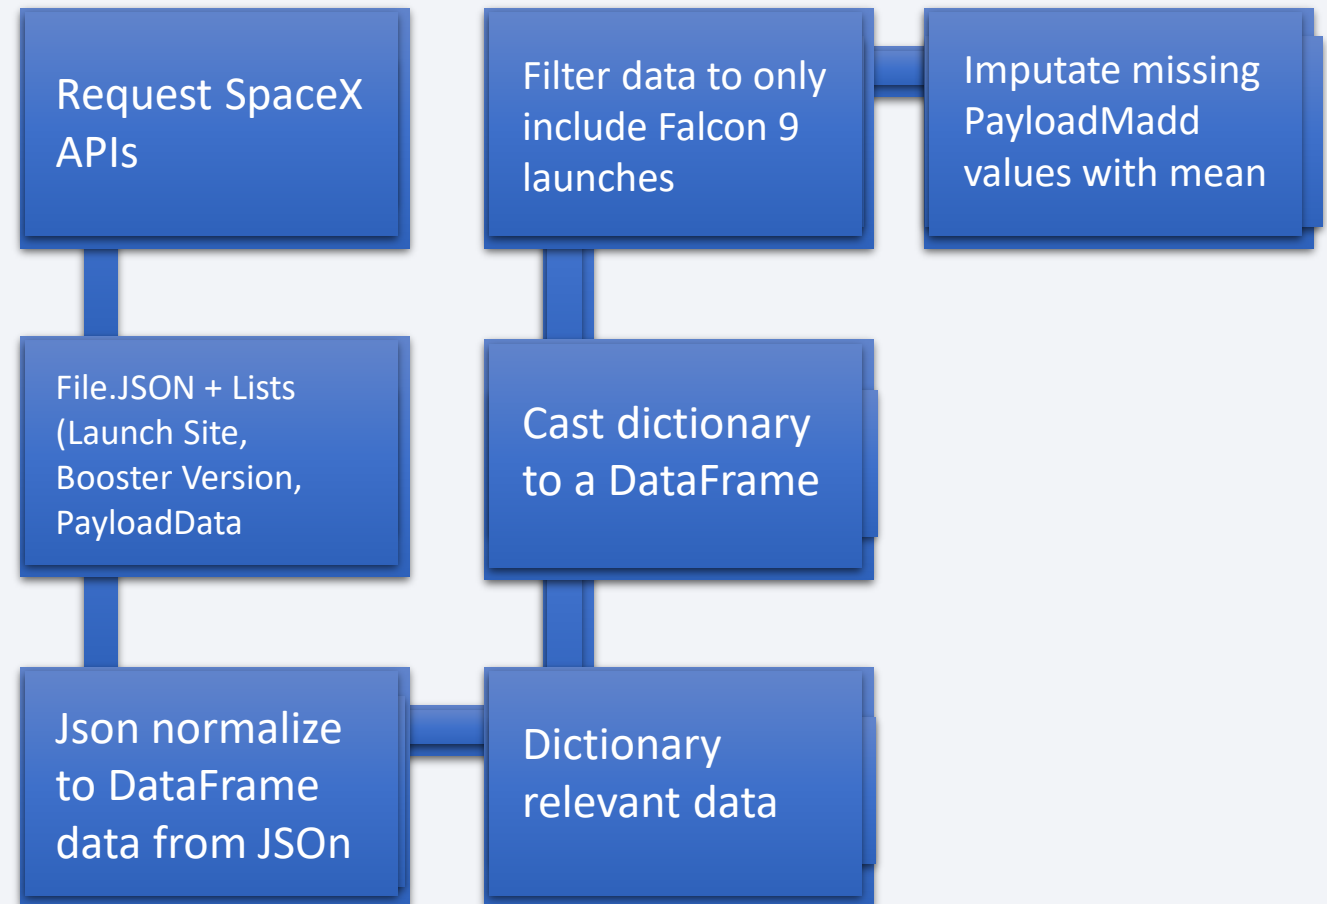 Request SpaceX
APIs
File.JSON + Lists
(Launch Site,
Booster Version,
PayloadData
Json normalize
to DataFrame
data from JSOn
Dictionary
relevant data
Cast dictionary
to a DataFrame
Filter data to only
include Falcon 9
launches
Imputate missing
PayloadMadd
values with mean